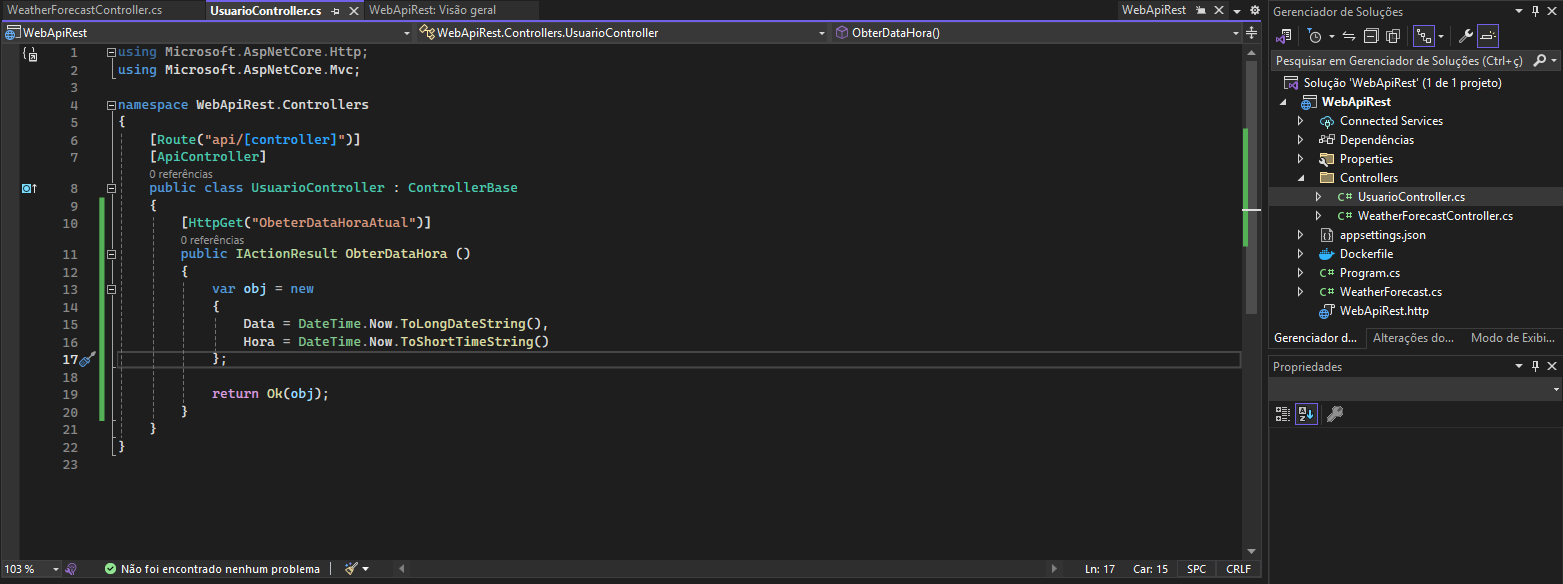 WeatherForecastController.cs
UsuarioController.cs
WebApiRest: Visão geral
WebApiRest
WebApiRest
WebApiRest.Controllers.UsuarioController
ObterDataHora()
1 using Microsoft.AspNetCore.Http;
2 using Microsoft.AspNetCore.Mvc;
3
4 namespace WebApiRest.Controllers
5 {
6 [Route("api/[controller]")]
7 [ApiController]
0 referências
8 public class UsuarioController : ControllerBase
9 {
10 [HttpGet("ObeterDataHoraAtual")]
0 referências
11 public IActionResult ObterDataHora ()
12 {
13 var obj = new
14 {
15 Data = DateTime.Now.ToLongDateString(),
16 Hora = DateTime.Now.ToShortTimeString()
17 };
18
19 return Ok(obj);
20 }
21 }
22 }
23
103 %
Não foi encontrado nenhum problema
Ln: 17
Car: 15
SPC
CRLF
Gerenciador de Soluções
Pesquisar em Gerenciador de Soluções (Ctrl+ç)
Solução 'WebApiRest' (1 de 1 projeto)
WebApiRest
Connected Services
Dependências
Properties
Controllers
C# UsuarioController.cs
C# WeatherForecastController.cs
appsettings.json
Dockerfile
C# Program.cs
C# WeatherForecast.cs
WebApiRest.http
Gerenciador d...
Alterações do...
Modo de Exibi...
Propriedades